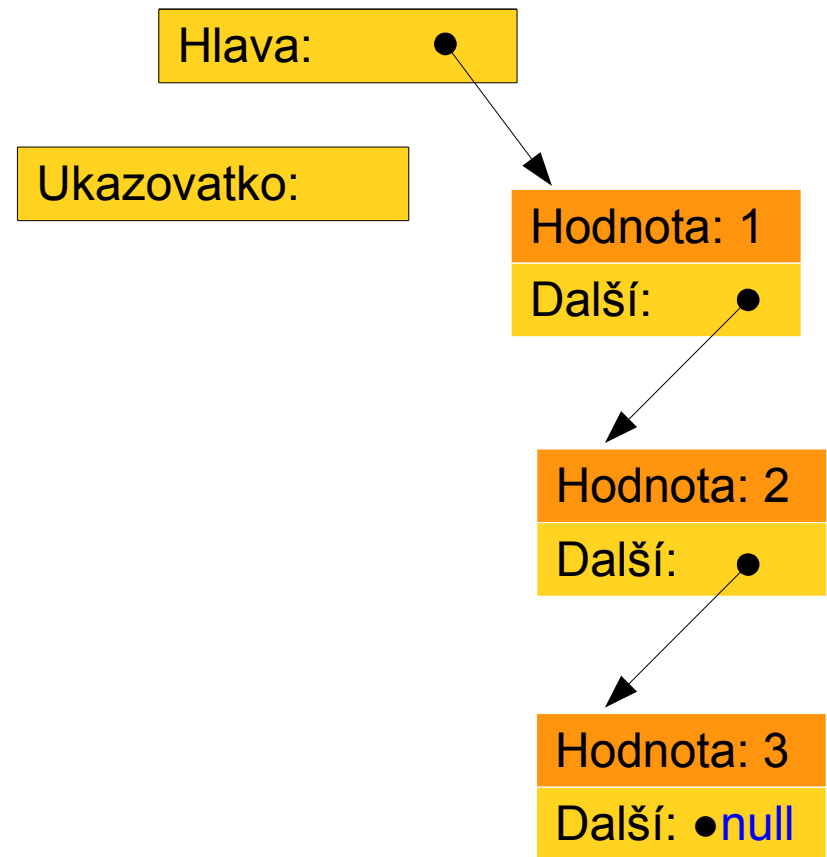 Hlava:
Ukazovatko:
Hodnota: 1
Další:
Hodnota: 2
Další:
Hodnota: 3
Další: ●null